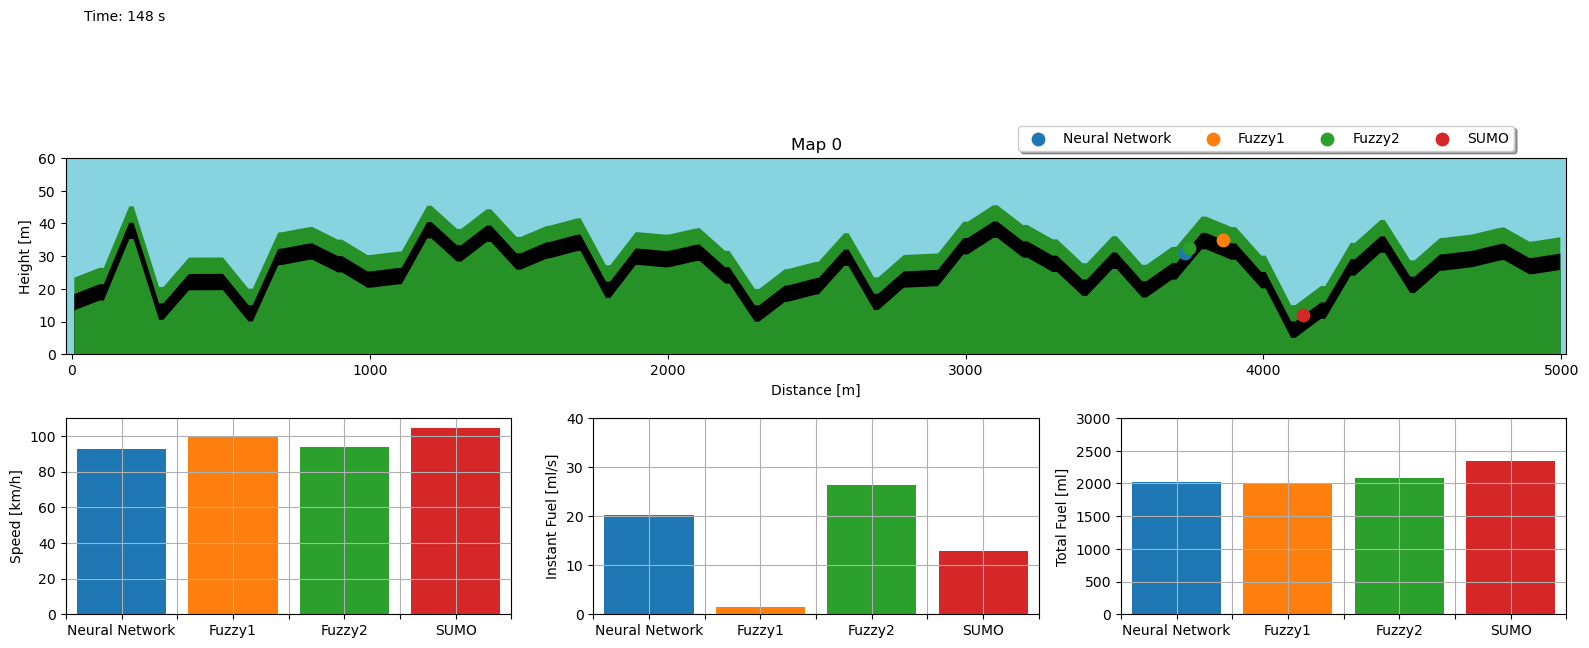 Time: 148 s
Map 0
Neural Network Fuzzy1 Fuzzy2 SUMO
Height [m]
60
50
40
30
20
10
0
0 1000 2000 3000 4000 5000
Distance [m]
Speed [km/h]
100
80
60
40
20
0
Neural Network Fuzzy1 Fuzzy2 SUMO
Instant Fuel [ml/s]
40
30
20
10
0
Neural Network Fuzzy1 Fuzzy2 SUMO
Total Fuel [ml]
3000
2500
2000
1500
1000
500
0
Neural Network Fuzzy1 Fuzzy2 SUMO